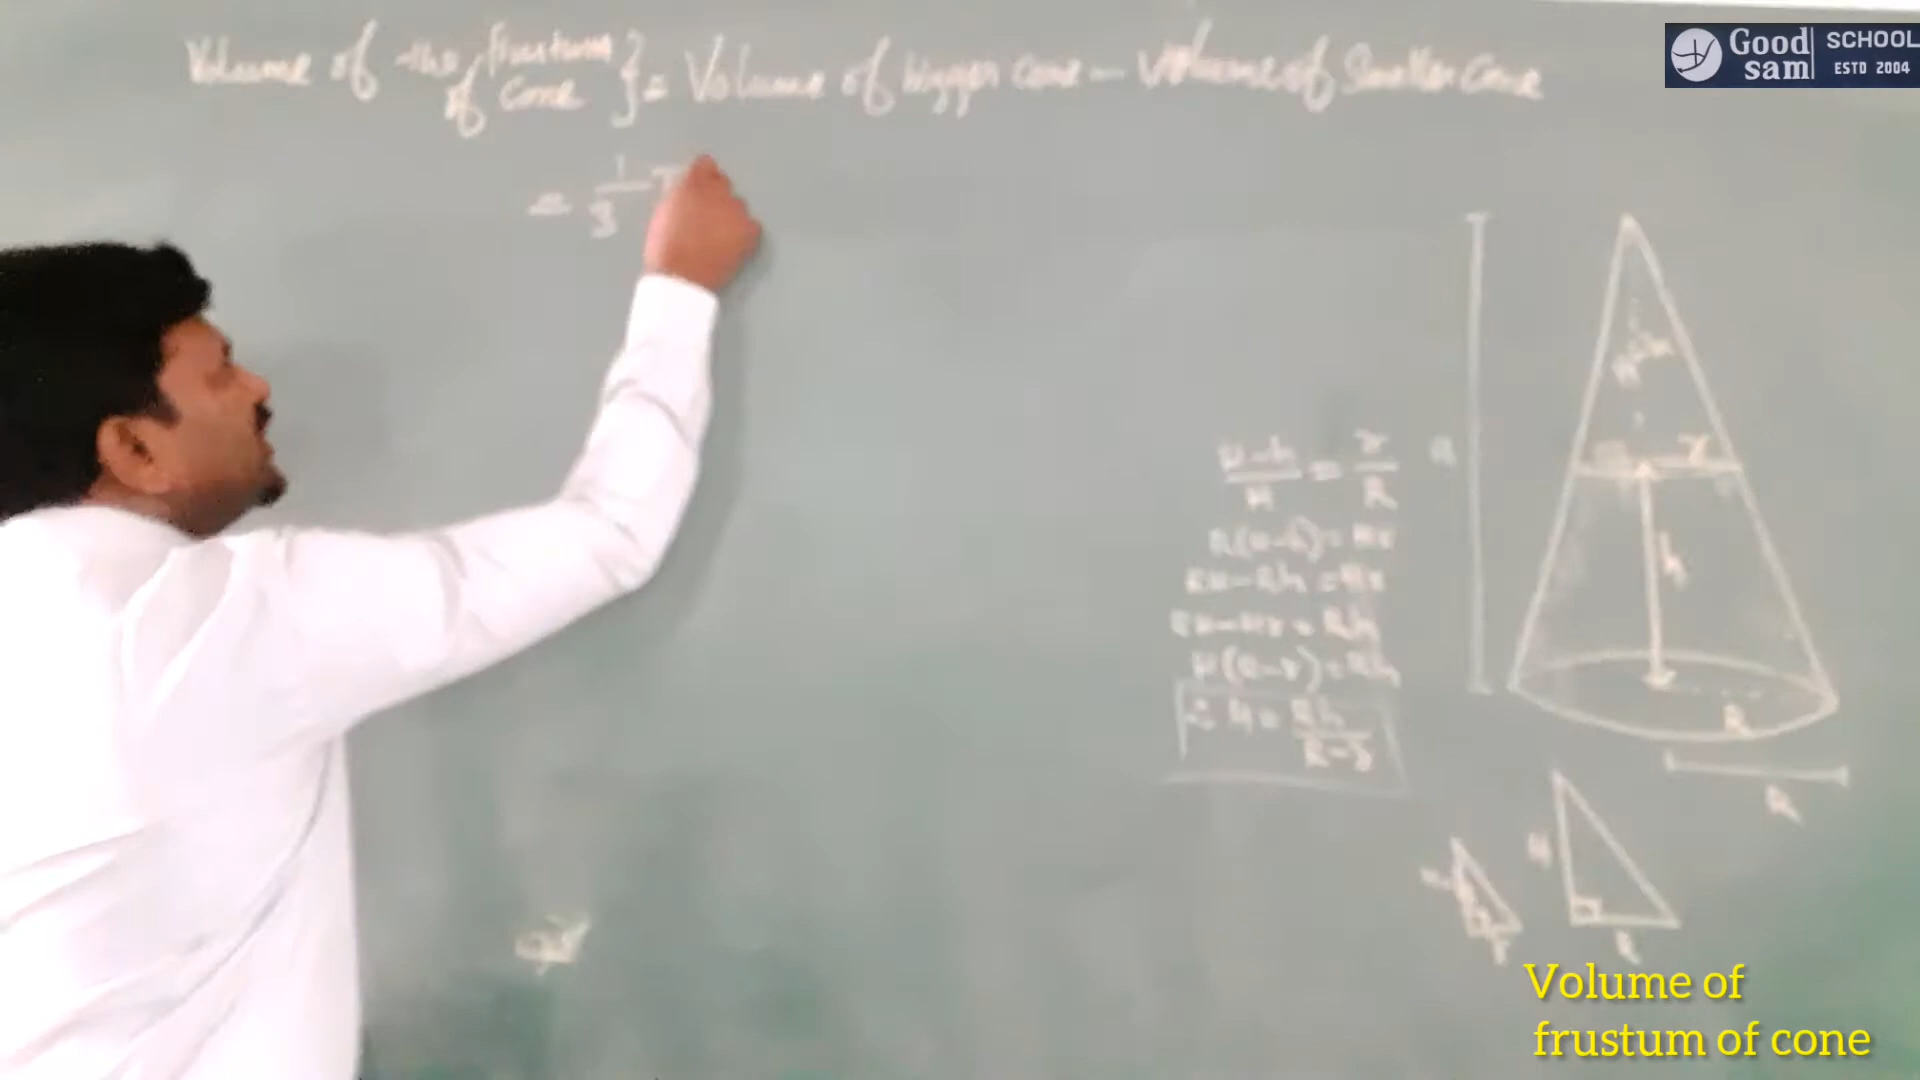 Volume of the frustum of cone } = Volume of bigger cone - Volume of Smaller Cone
= 1/3 π
H-h/H = r/R
R(H-h) = Hr
RH-Rh = Hr
RH-Hr = Rh
H(R-r) = Rh
∴ H = Rh/R-r
H-h
r
h
H
R
R
H
R
r
Good sam SCHOOL ESTD 2004
Volume of
frustum of cone